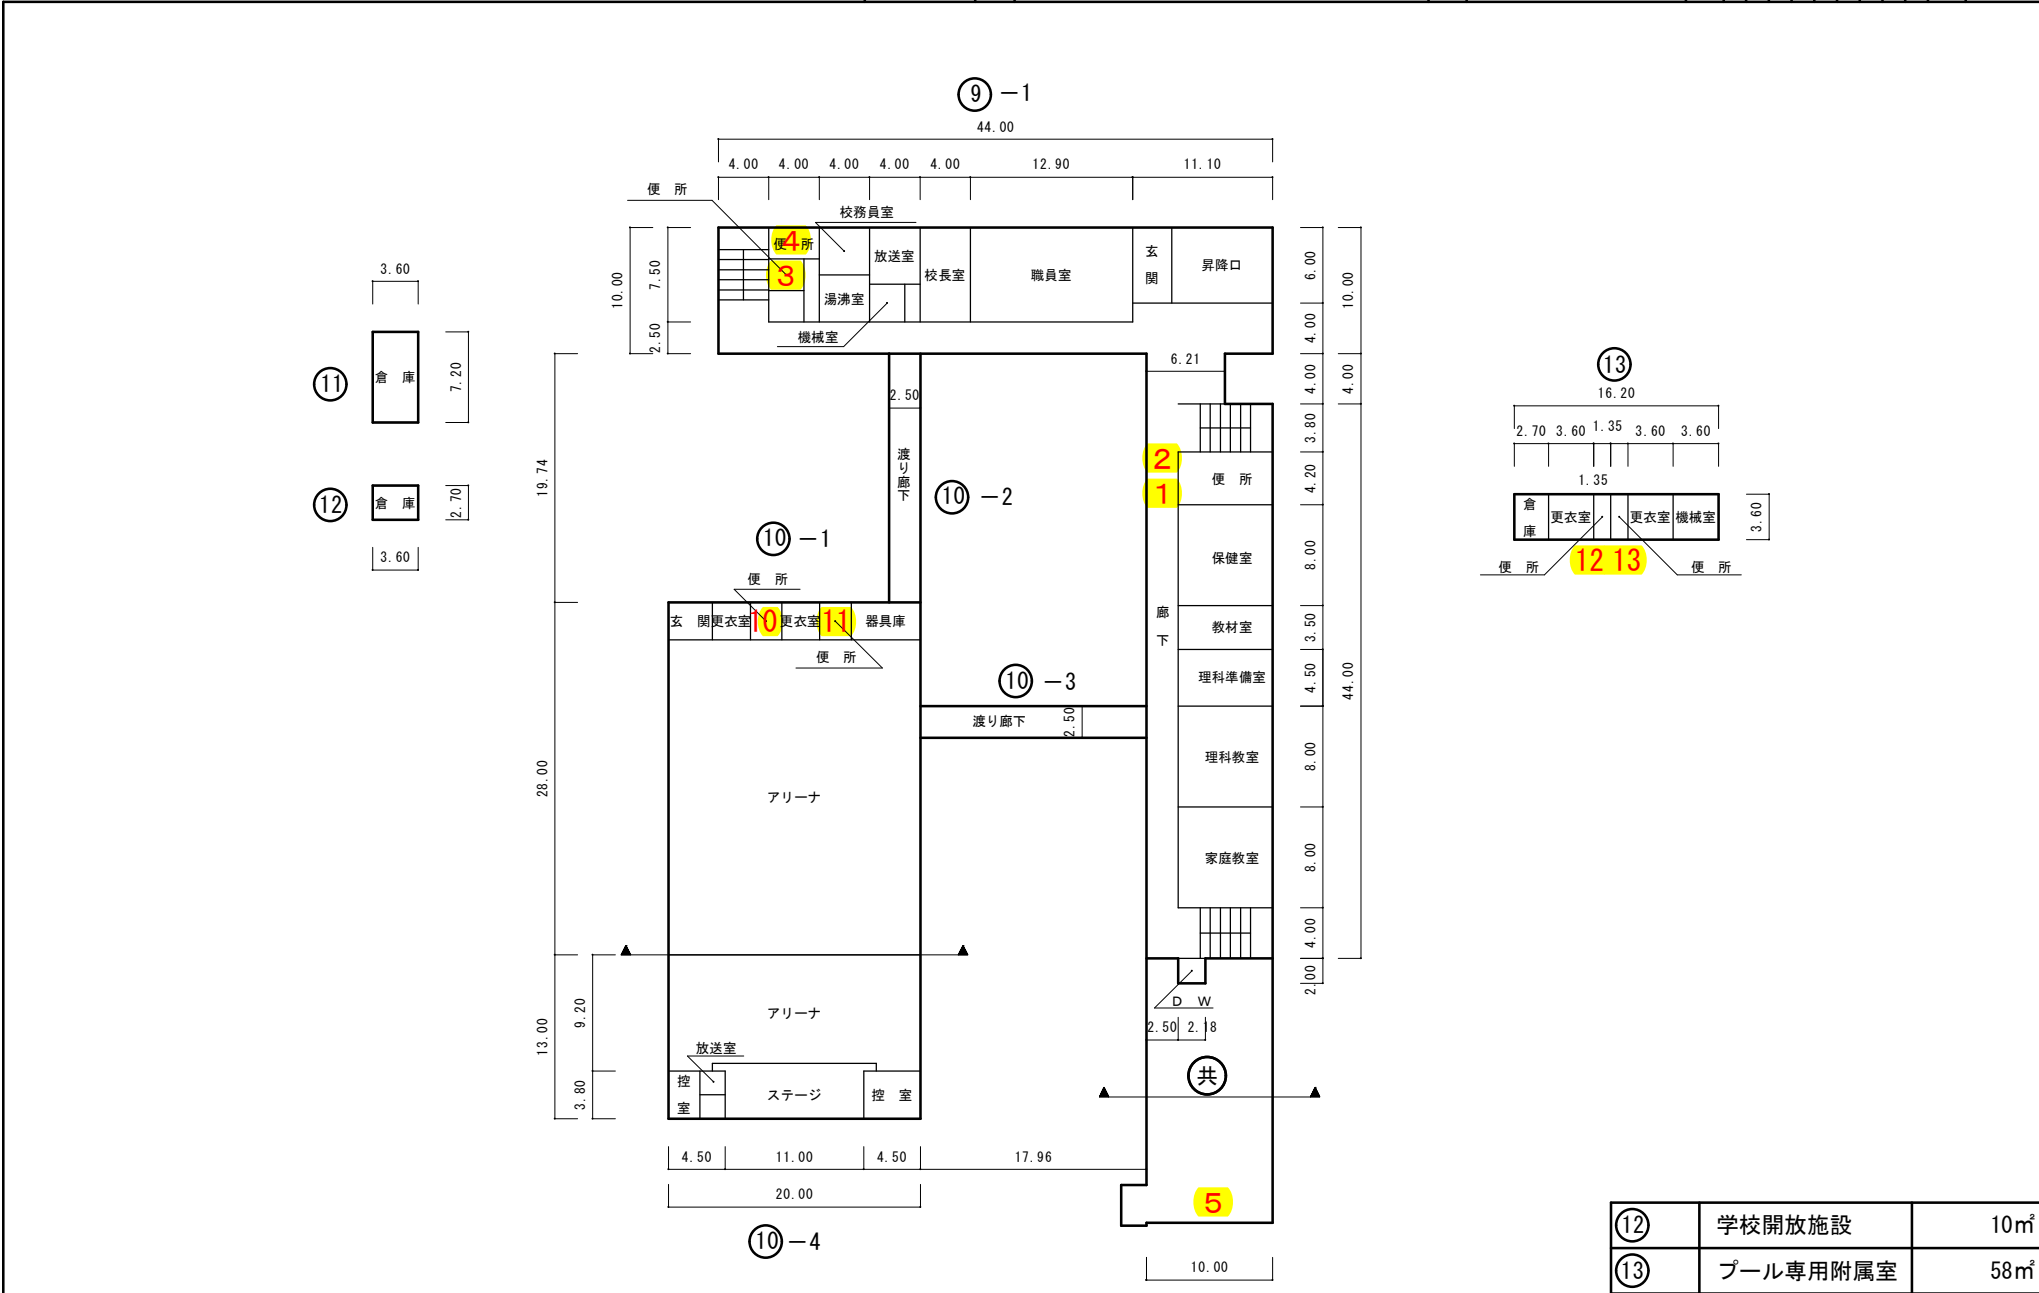 ⑨－1
44.00
4.00 4.00 4.00 4.00 4.00 12.90 11.10
便 所
校務員室
便 所
4
3
放送室
校長室
職員室
玄関
昇降口
湯沸室
機械室
10.00
7.50
2.50
6.00
4.00
10.00
4.00
4.00
6.21
3.60
⑪
倉 庫
7.20
⑫
倉 庫
2.70
3.60
⑬
16.20
2.70 3.60 1.35 3.60 3.60
1.35
倉庫
更衣室
更衣室
機械室
3.60
便 所
12 13
便 所
2.50
渡り廊下
19.74
⑩－2
⑩－1
便 所
玄 関
更衣室
10
更衣室
11
器具庫
便 所
⑩－3
渡り廊下
2.50
アリーナ
28.00
2
1
便 所
保健室
廊下
教材室
理科準備室
理科教室
家庭教室
3.80
4.20
8.00
3.50
4.50
8.00
8.00
4.00
2.00
44.00
D W
2.50 2.18
共
アリーナ
放送室
控室
ステージ
控 室
13.00
9.20
3.80
4.50 11.00 4.50 17.96
20.00
⑩－4
5
10.00
⑫ 学校開放施設 10㎡
⑬ プール専用附属室 58㎡